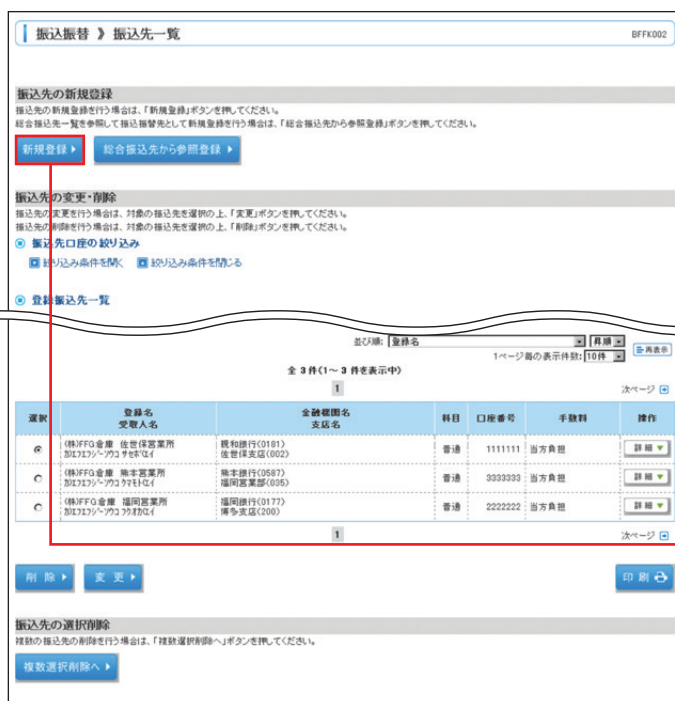 振込振替 》 振込先一覧
BFFK002
振込先の新規登録
振込先の新規登録を行う場合は、「新規登録」ボタンを押してください。
総合振込先一覧を参照して振込振替先として新規登録を行う場合は、「総合振込先から参照登録」ボタンを押してください。
新規登録 総合振込先から参照登録
振込先の変更・削除
振込先の変更を行う場合は、対象の振込先を選択の上、「変更」ボタンを押してください。
振込先の削除を行う場合は、対象の振込先を選択の上、「削除」ボタンを押してください。
振込先口座の絞り込み
絞り込み条件を開く 絞り込み条件を閉じる
登録振込先一覧
並び順: 登録名 昇順
1ページ毎の表示件数: 10件 再表示
全 3 件(1～ 3 件を表示中)
1 次ページ
選択 登録名 受取人名 金融機関名 支店名 科目 口座番号 手数料 操作
(株)FFG倉庫 佐世保営業所 親和銀行(0181) 佐世保支店(002) 普通 1111111 当方負担 詳細
(株)FFG倉庫 熊本営業所 熊本銀行(0587) 福岡営業部(035) 普通 3333333 当方負担 詳細
(株)FFG倉庫 福岡営業所 福岡銀行(0177) 博多支店(200) 普通 2222222 当方負担 詳細
1 次ページ
削 除 変 更 印 刷
振込先の選択削除
複数の振込先の削除を行う場合は、「複数選択削除へ」ボタンを押してください。
複数選択削除へ